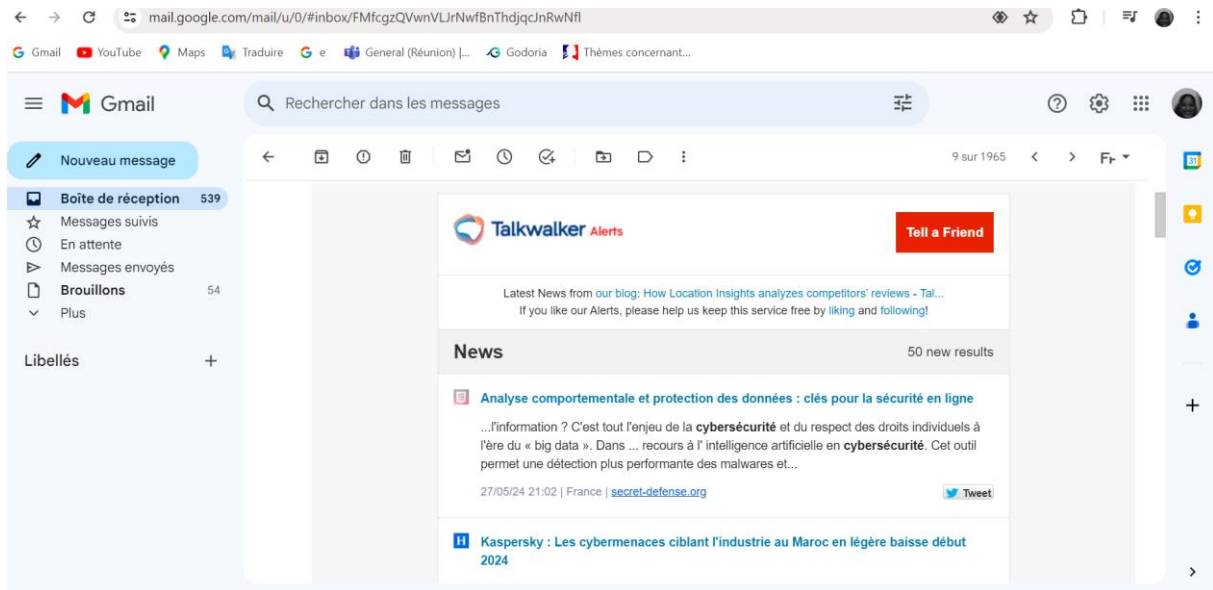 mail.google.com/mail/u/0/#inbox/FMfcgzQVwnVLJrNwfBnThdjqcJnRwNfl
Gmail YouTube Maps Traduire e General (Réunion) |... Godoria Thèmes concernant...
Gmail
Rechercher dans les messages
Nouveau message
9 sur 1965
Boîte de réception 539
Messages suivis
En attente
Messages envoyés
Brouillons 54
Plus
Libellés
Talkwalker Alerts
Tell a Friend
Latest News from our blog: How Location Insights analyzes competitors' reviews - Tal...
If you like our Alerts, please help us keep this service free by liking and following!
News 50 new results
Analyse comportementale et protection des données : clés pour la sécurité en ligne
...l'information ? C'est tout l'enjeu de la cybersécurité et du respect des droits individuels à
l'ère du « big data ». Dans ... recours à l' intelligence artificielle en cybersécurité. Cet outil
permet une détection plus performante des malwares et...
27/05/24 21:02 | France | secret-defense.org
Tweet
H Kaspersky : Les cybermenaces ciblant l'industrie au Maroc en légère baisse début
2024
31